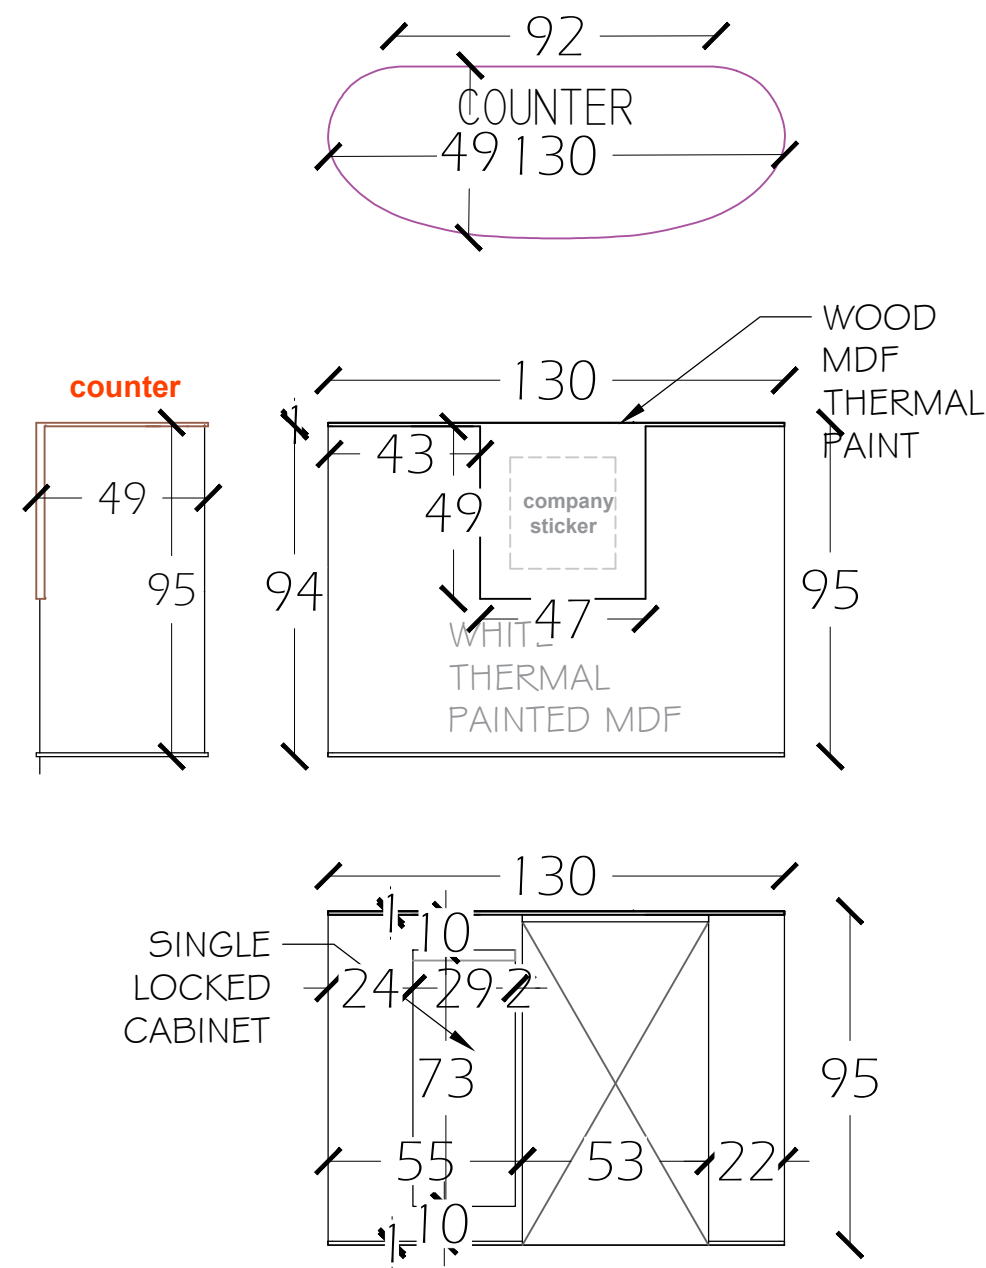 92
COUNTER
49 130
WOOD
MDF
THERMAL
PAINT
130
counter
1
43
49
49
company
sticker
95
94
95
47
WHITE
THERMAL
PAINTED MDF
130
1
10
SINGLE
LOCKED
CABINET
24 29 2
73
95
55 53 22
10
1